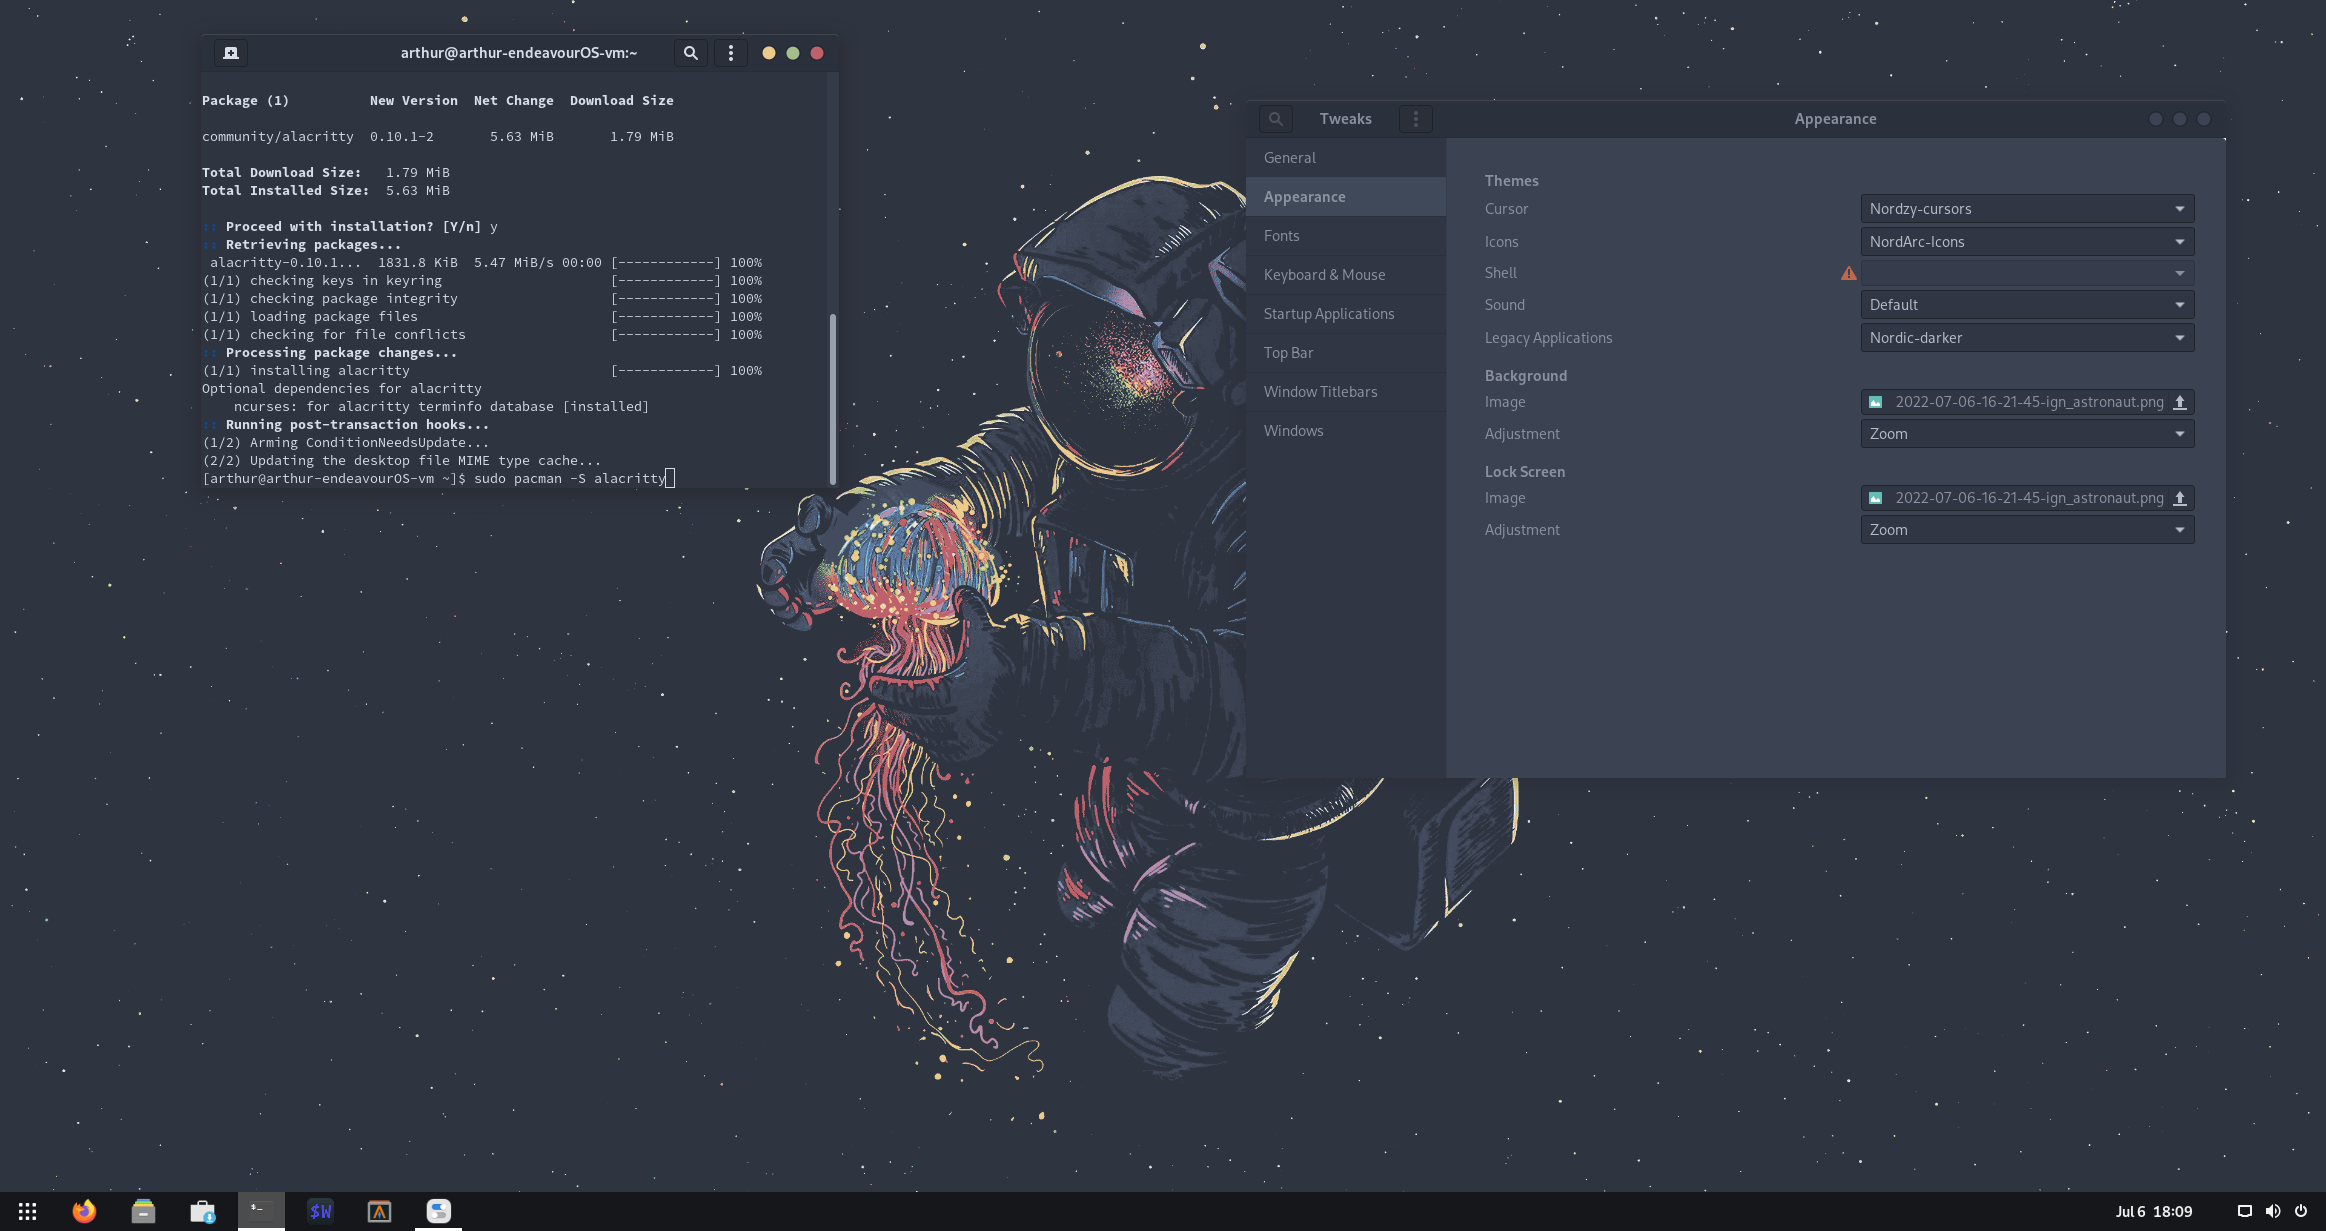 arthur@arthur-endeavourOS-vm:~
Package (1)          New Version  Net Change  Download Size
community/alacritty  0.10.1-2       5.63 MiB       1.79 MiB
Total Download Size:   1.79 MiB
Total Installed Size:  5.63 MiB
:: Proceed with installation? [Y/n] y
:: Retrieving packages...
alacritty-0.10.1...  1831.8 KiB  5.47 MiB/s 00:00 [------------] 100%
(1/1) checking keys in keyring                     [------------] 100%
(1/1) checking package integrity                   [------------] 100%
(1/1) loading package files                        [------------] 100%
(1/1) checking for file conflicts                  [------------] 100%
:: Processing package changes...
(1/1) installing alacritty                         [------------] 100%
Optional dependencies for alacritty
    ncurses: for alacritty terminfo database [installed]
:: Running post-transaction hooks...
(1/2) Arming ConditionNeedsUpdate...
(2/2) Updating the desktop file MIME type cache...
[arthur@arthur-endeavourOS-vm ~]$ sudo pacman -S alacritty
Tweaks
Appearance
General
Appearance
Fonts
Keyboard & Mouse
Startup Applications
Top Bar
Window Titlebars
Windows
Themes
Cursor Nordzy-cursors
Icons NordArc-Icons
Shell
Sound Default
Legacy Applications Nordic-darker
Background
Image 2022-07-06-16-21-45-ign_astronaut.png
Adjustment Zoom
Lock Screen
Image 2022-07-06-16-21-45-ign_astronaut.png
Adjustment Zoom
$_
$W
Jul 6 18:09